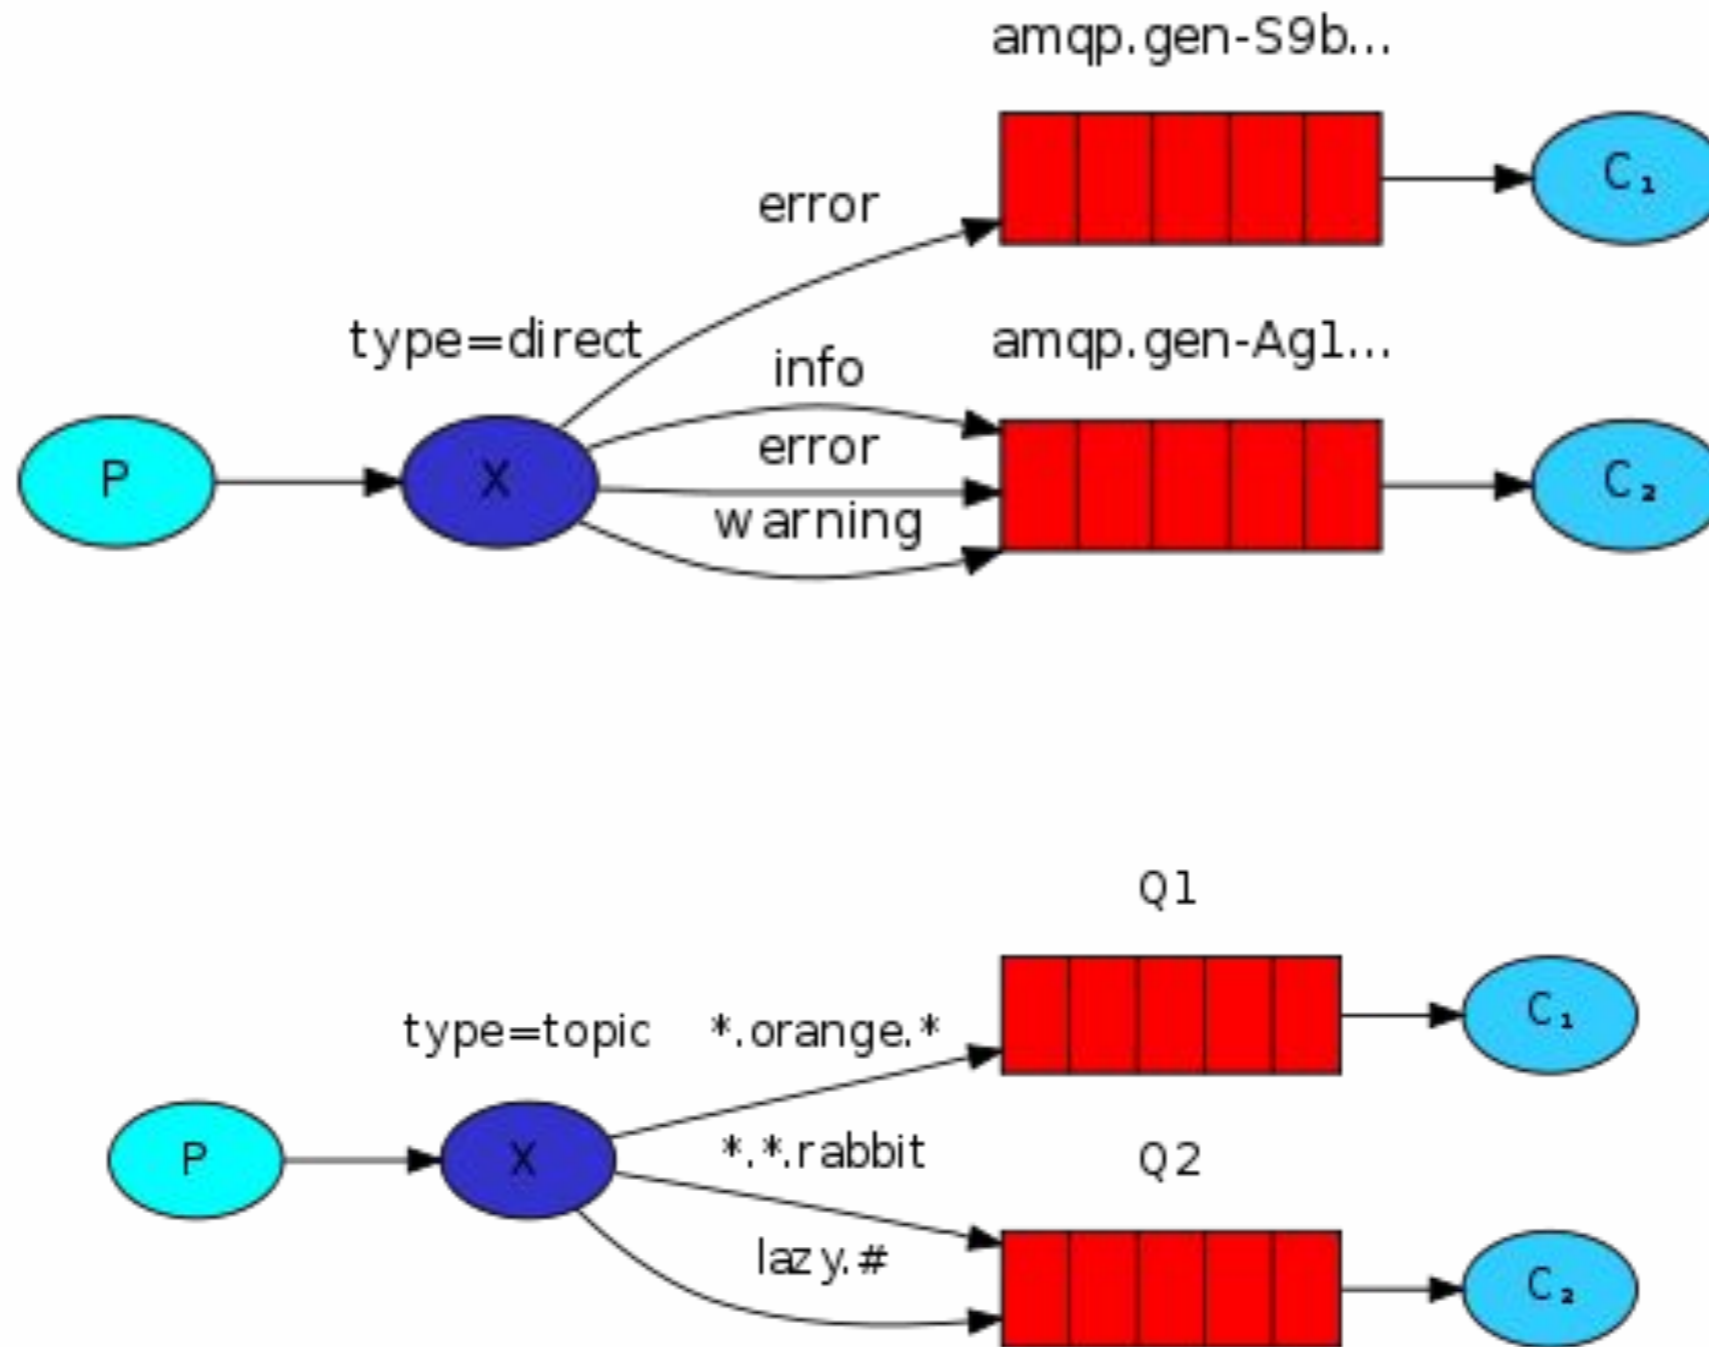 amqp.gen-S9b...
C₁
error
type=direct
amqp.gen-Ag1...
info
error
P
X
C₂
warning
Q1
C₁
type=topic
*.orange.*
*.*.rabbit
Q2
P
X
lazy.#
C₂